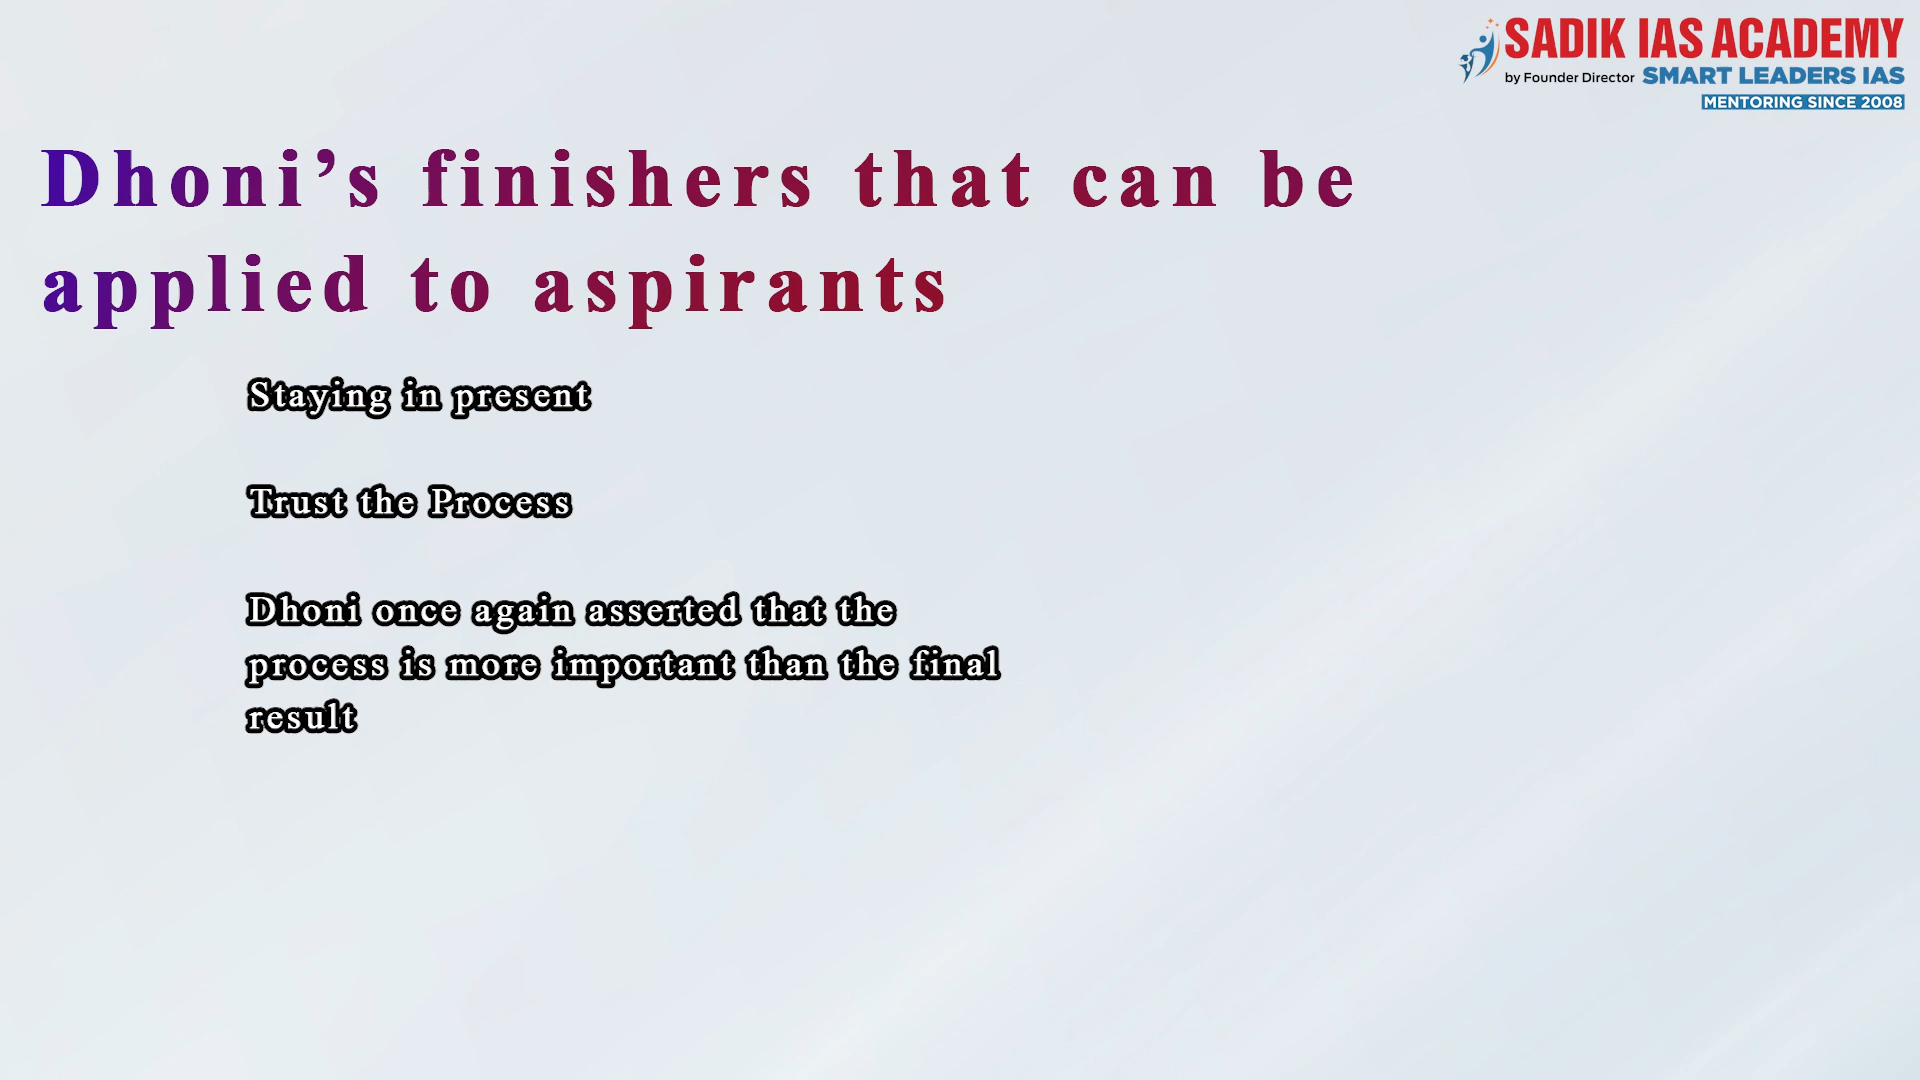 SADIK IAS ACADEMY
by Founder Director SMART LEADERS IAS
MENTORING SINCE 2008
Dhoni’s finishers that can be
applied to aspirants
Staying in present
Trust the Process
Dhoni once again asserted that the
process is more important than the final
result